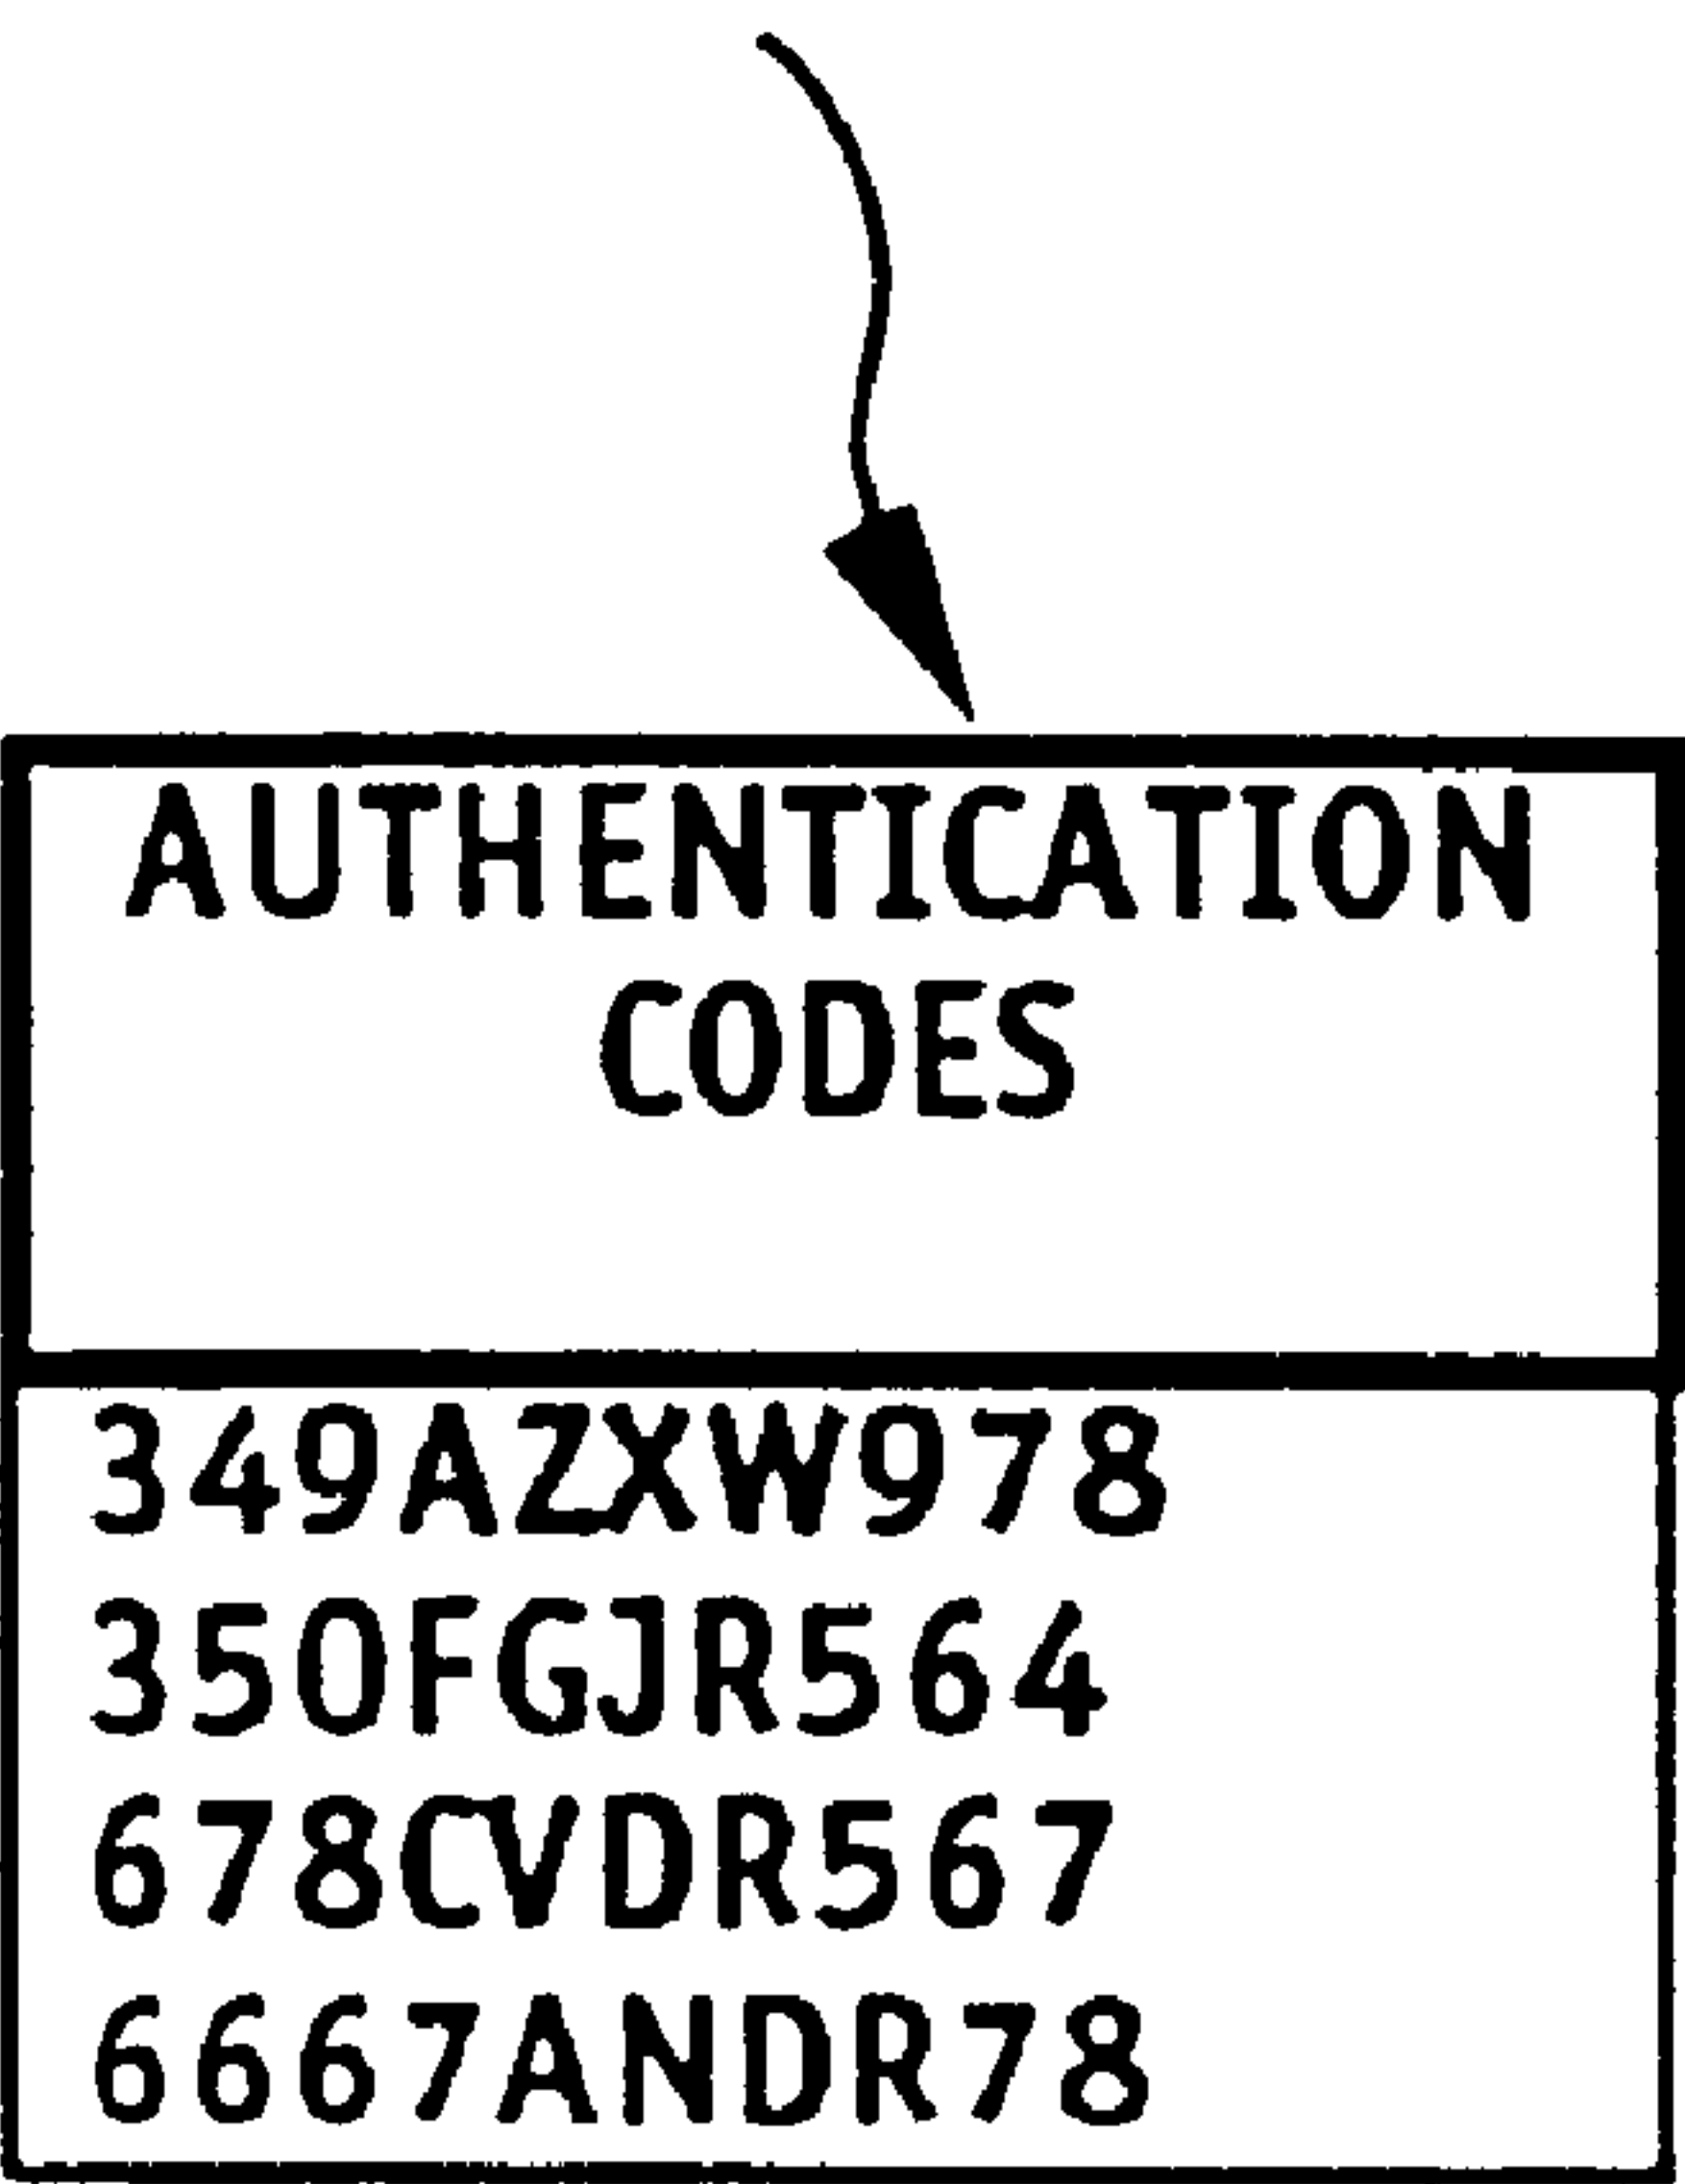 AUTHENTICATION
CODES
349AZXW978
350FGJR564
678CVDR567
6667ANDR78